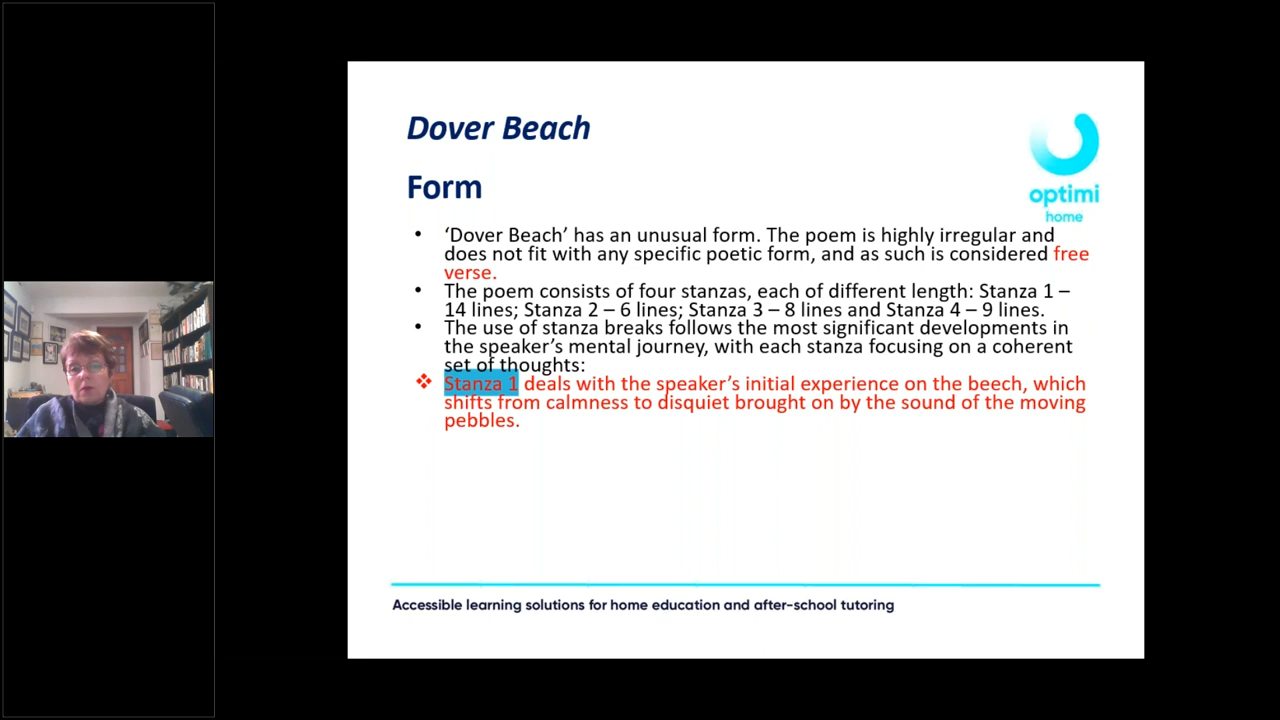 Dover Beach
Form
optimi
home
• ‘Dover Beach’ has an unusual form. The poem is highly irregular and
does not fit with any specific poetic form, and as such is considered free
verse.
• The poem consists of four stanzas, each of different length: Stanza 1 –
14 lines; Stanza 2 – 6 lines; Stanza 3 – 8 lines and Stanza 4 – 9 lines.
• The use of stanza breaks follows the most significant developments in
the speaker’s mental journey, with each stanza focusing on a coherent
set of thoughts:
❖ Stanza 1 deals with the speaker’s initial experience on the beech, which
shifts from calmness to disquiet brought on by the sound of the moving
pebbles.
Accessible learning solutions for home education and after-school tutoring